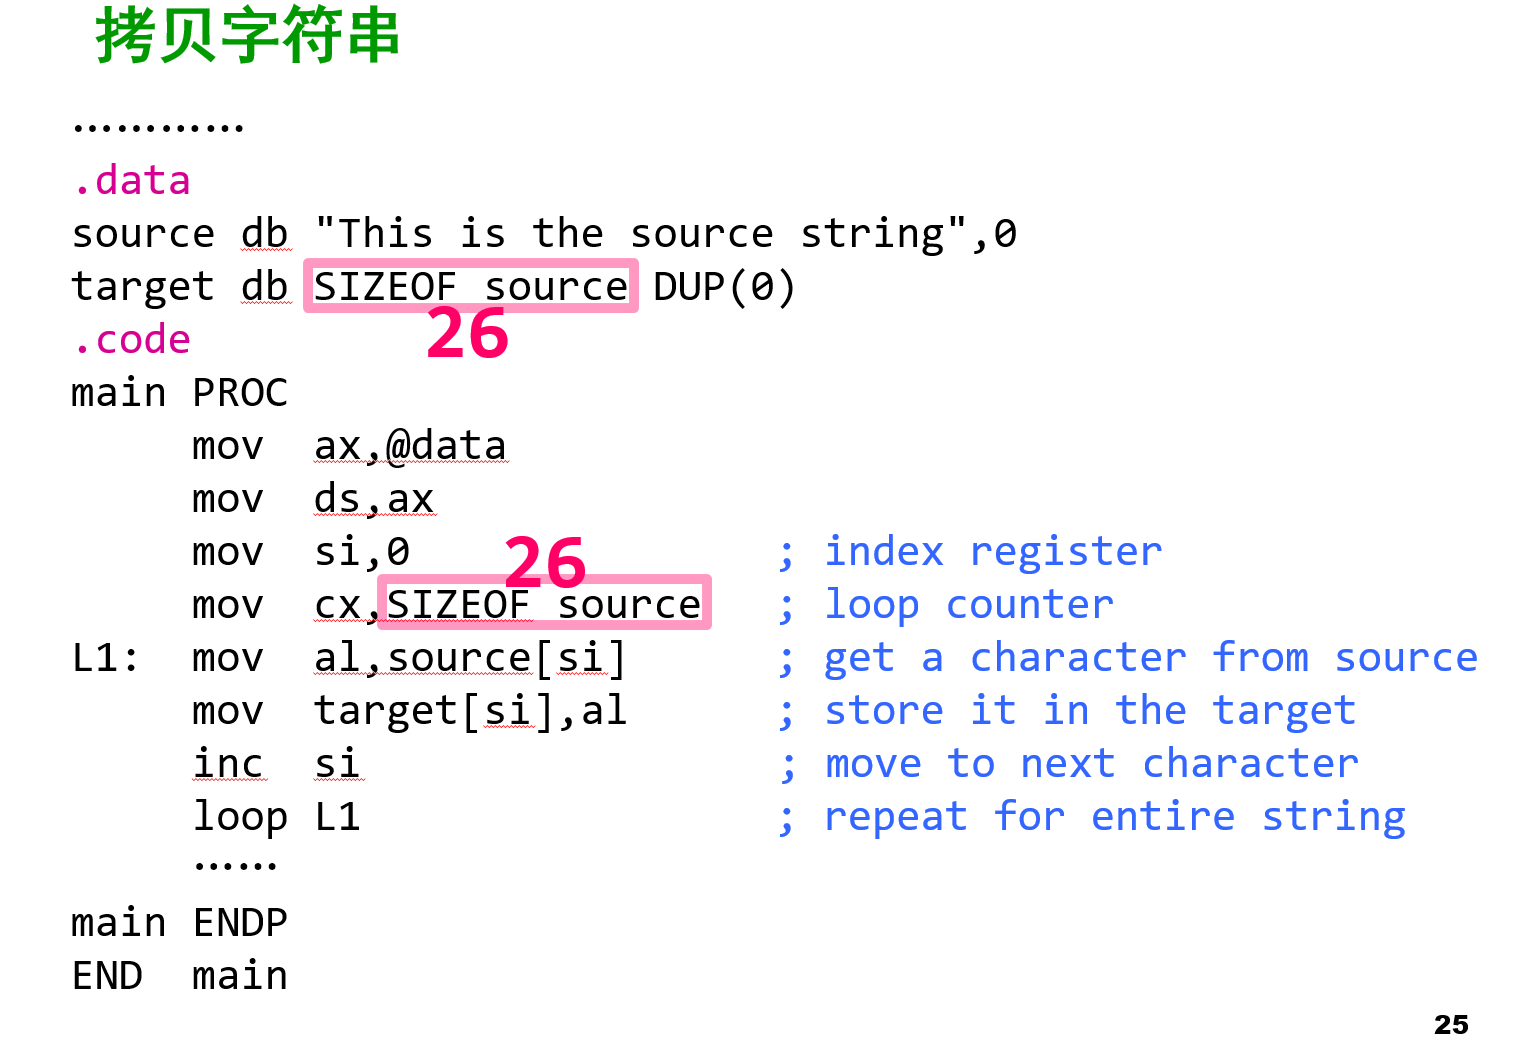 拷贝字符串
…………
.data
source db "This is the source string",0
target db SIZEOF source DUP(0)
26
.code
main PROC
mov ax,@data
mov ds,ax
mov si,0 ; index register
26
mov cx,SIZEOF source ; loop counter
L1: mov al,source[si] ; get a character from source
mov target[si],al ; store it in the target
inc si ; move to next character
loop L1 ; repeat for entire string
……
main ENDP
END main
25